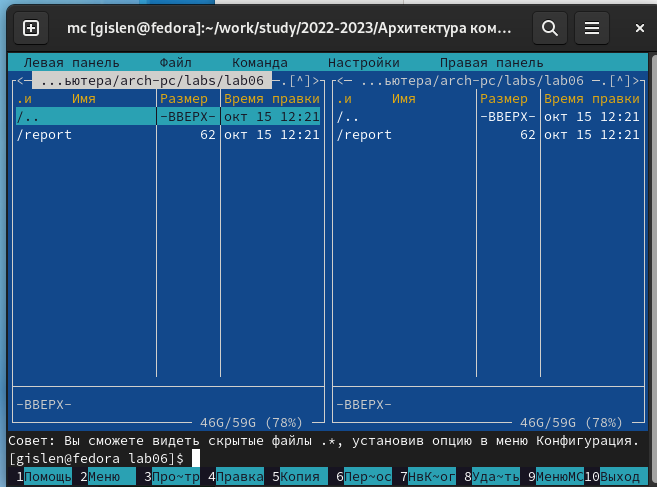 mc [gislen@fedora]:~/work/study/2022-2023/Архитектура ком…
Левая панель Файл Команда Настройки Правая панель
<— …ьютера/arch-pc/labs/lab06 —.[^]> <— …ьютера/arch-pc/labs/lab06 —.[^]>
.и Имя Размер Время правки .и Имя Размер Время правки
/.. -ВВЕРХ- окт 15 12:21 /.. -ВВЕРХ- окт 15 12:21
/report 62 окт 15 12:21 /report 62 окт 15 12:21
-ВВЕРХ- -ВВЕРХ-
46G/59G (78%) 46G/59G (78%)
Совет: Вы сможете видеть скрытые файлы .*, установив опцию в меню Конфигурация.
[gislen@fedora lab06]$
1Помощь 2Меню 3Про~тр 4Правка 5Копия 6Пер~ос 7НвК~ог 8Уда~ть 9МенюMC 10Выход